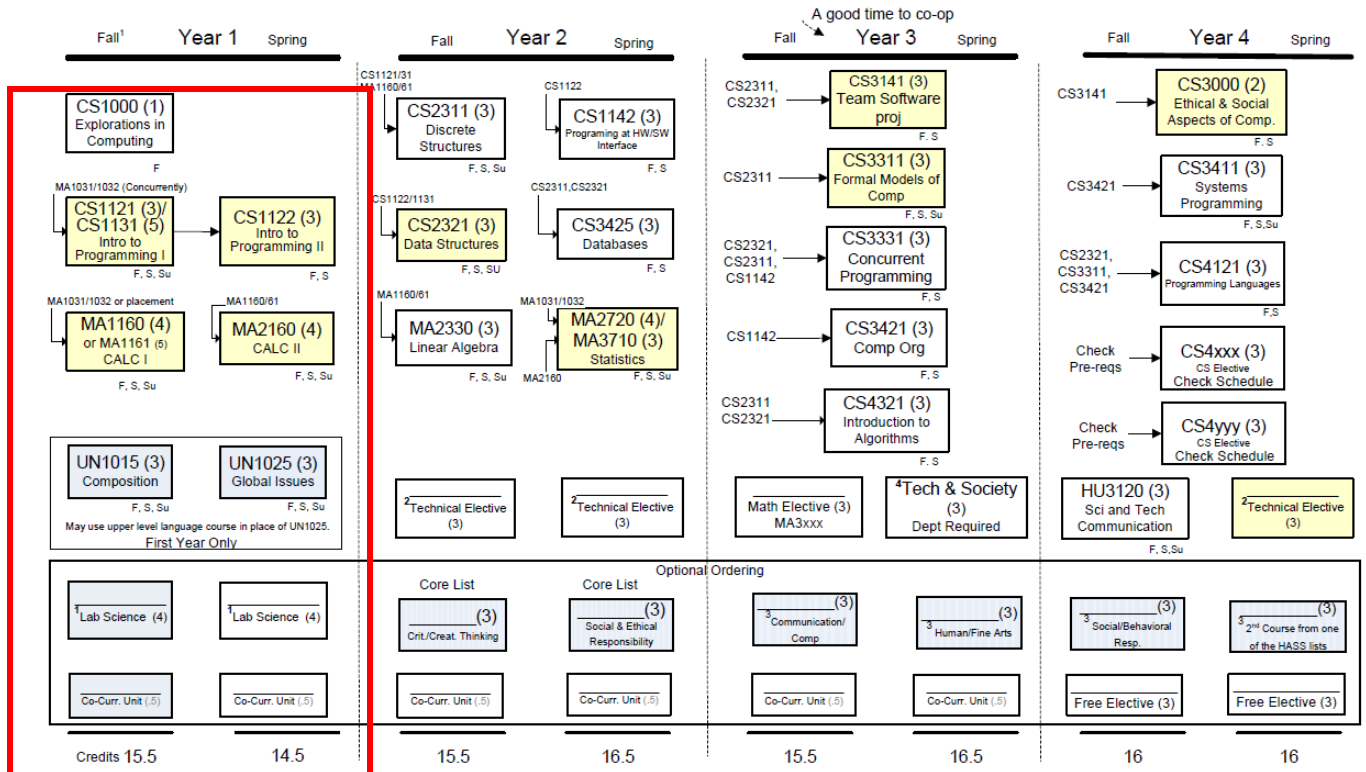 A good time to co-op
Fall1 Year 1 Spring
Fall Year 2 Spring
Fall Year 3 Spring
Fall Year 4 Spring
CS1000 (1)
Explorations in
Computing
F
MA1031/1032 (Concurrently)
CS1121 (3)/
CS1131 (5)
Intro to
Programming I
F, S, Su
CS1122 (3)
Intro to
Programming II
F, S
MA1031/1032 or placement
MA1160 (4)
or MA1161 (5)
CALC I
F, S, Su
MA1160/61
MA2160 (4)
CALC II
F, S, Su
UN1015 (3)
Composition
F, S, Su
UN1025 (3)
Global Issues
F, S, Su
May use upper level language course in place of UN1025.
First Year Only
1Lab Science (4)
1Lab Science (4)
Co-Curr. Unit (.5)
Co-Curr. Unit (.5)
Credits 15.5
14.5
CS1121/31
MA1160/61
CS2311 (3)
Discrete
Structures
F, S, Su
CS1122
CS1142 (3)
Programing at HW/SW
Interface
F, S
CS1122/1131
CS2321 (3)
Data Structures
F, S, SU
CS2311,CS2321
CS3425 (3)
Databases
F, S
MA1160/61
MA2330 (3)
Linear Algebra
MA1031/1032
MA2720 (4)/
MA3710 (3)
Statistics
MA2160
F, S, Su
2Technical Elective
(3)
2Technical Elective
(3)
Optional Ordering
Core List
(3)
Crit./Creat. Thinking
Core List
(3)
Social & Ethical
Responsibility
Co-Curr. Unit (.5)
Co-Curr. Unit (.5)
15.5
16.5
CS2311,
CS2321
CS3141 (3)
Team Software
proj
F. S
CS2311
CS3311 (3)
Formal Models of
Comp
F, S, Su
CS2321,
CS2311,
CS1142
CS3331 (3)
Concurrent
Programming
F, S
CS1142
CS3421 (3)
Comp Org
F, S
CS2311
CS2321
CS4321 (3)
Introduction to
Algorithms
F. S
Math Elective (3)
MA3xxx
4Tech & Society
(3)
Dept Required
(3)
3Communication/
Comp
(3)
3 Human/Fine Arts
Co-Curr. Unit (.5)
Co-Curr. Unit (.5)
15.5
16.5
CS3141
CS3000 (2)
Ethical & Social
Aspects of Comp.
F. S
CS3421
CS3411 (3)
Systems
Programming
F, S,Su
CS2321,
CS3311,
CS3421
CS4121 (3)
Programming Languages
F,S
Check
Pre-reqs
CS4xxx (3)
CS Elective
Check Schedule
Check
Pre-reqs
CS4yyy (3)
CS Elective
Check Schedule
HU3120 (3)
Sci and Tech
Communication
F, S,Su
2Technical Elective
(3)
(3)
3 Social/Behavioral
Resp.
(3)
3 2nd Course from one
of the HASS lists
Free Elective (3)
Free Elective (3)
16
16